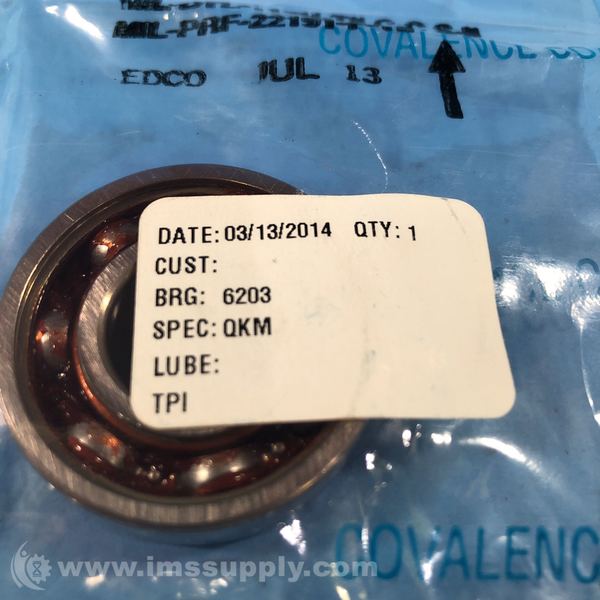 MIL-PRF-22191
COVALENCE
EDCO JUL 13
DATE: 03/13/2014 QTY: 1
CUST:
BRG: 6203
SPEC: QKM
LUBE:
TPI
COVALENC
www.imssupply.com